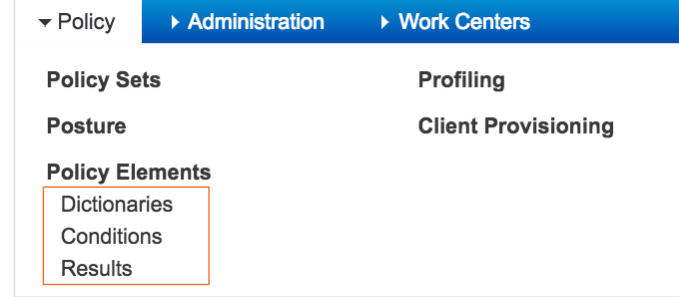 Policy Administration Work Centers
Policy Sets Profiling
Posture Client Provisioning
Policy Elements
Dictionaries
Conditions
Results